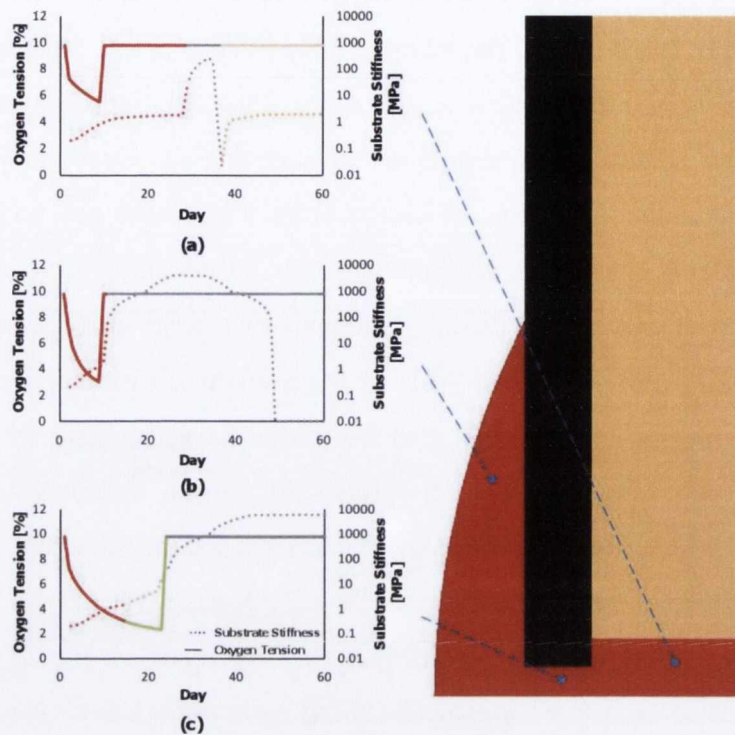 Oxygen Tension [%]
12
10
8
6
4
2
0
10000
1000
100
10
1
0.1
0.01
Substrate Stiffness
[MPa]
0 20 40 60
Day
(a)
Oxygen Tension [%]
12
10
8
6
4
2
0
10000
1000
100
10
1
0.1
0.01
Substrate Stiffness
[MPa]
0 20 40 60
Day
(b)
Oxygen Tension [%]
12
10
8
6
4
2
0
10000
1000
100
10
1
0.1
0.01
Substrate Stiffness
[MPa]
Substrate Stiffness
Oxygen Tension
0 20 40 60
Day
(c)